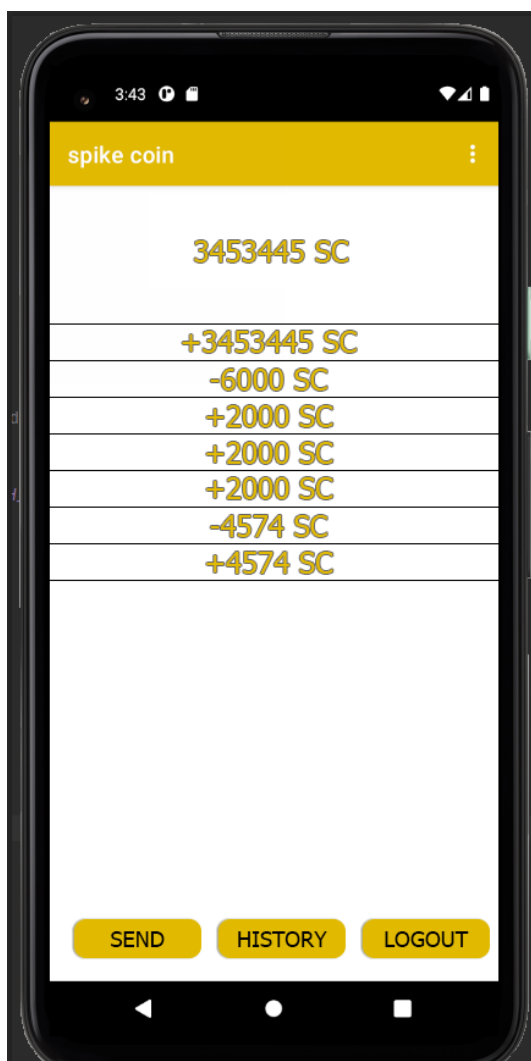 3:43
spike coin
3453445 SC
+3453445 SC
-6000 SC
+2000 SC
+2000 SC
+2000 SC
-4574 SC
+4574 SC
SEND HISTORY LOGOUT